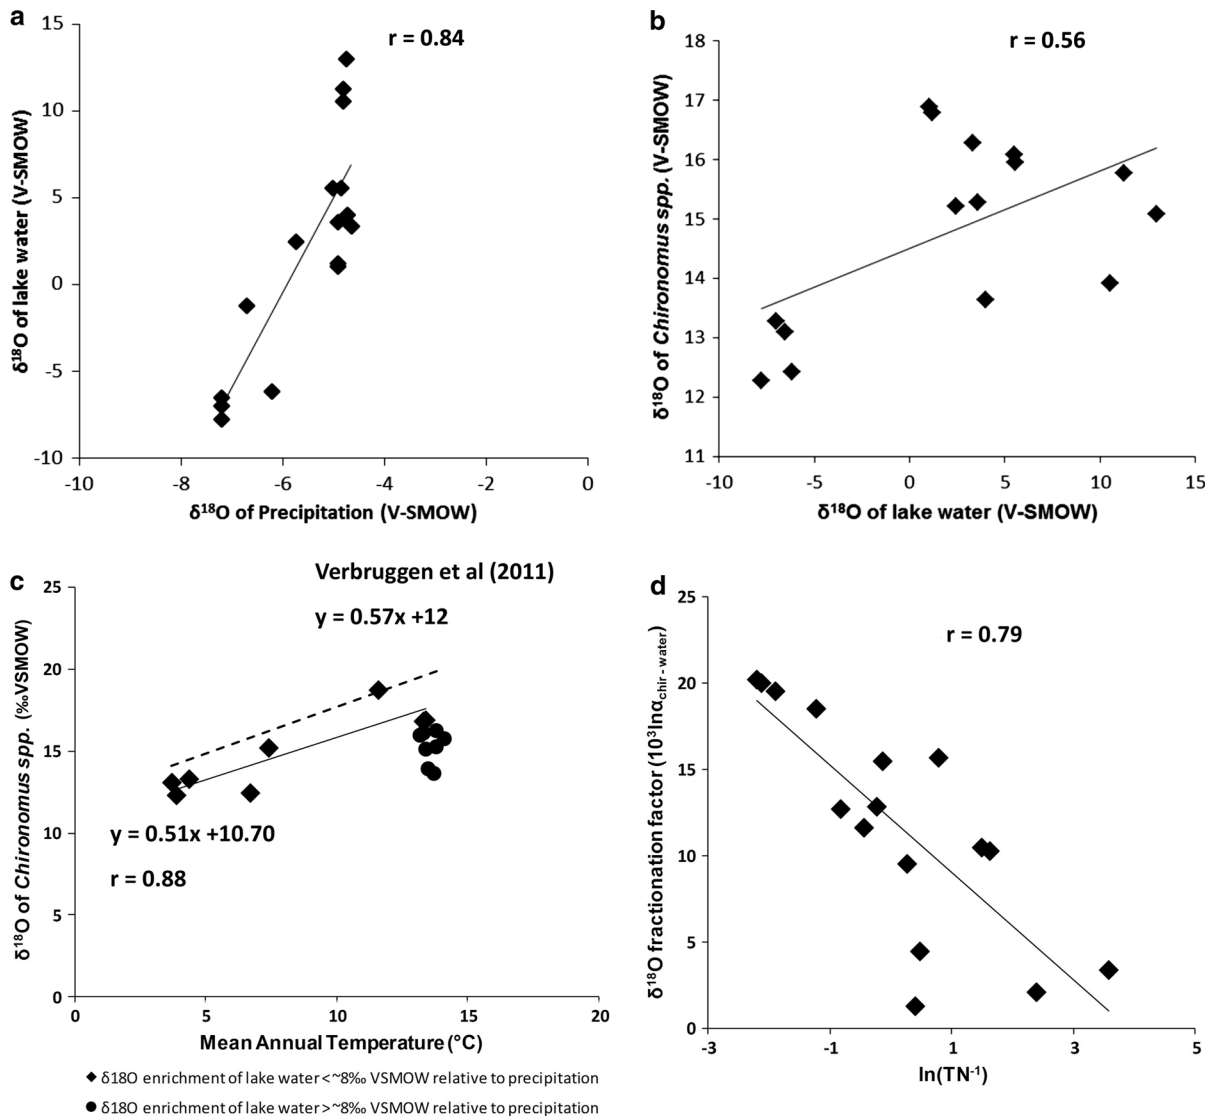 a
r = 0.84
15
10
5
0
-5
-10
-10
-8
-6
-4
-2
0
δ¹⁸O of lake water (V-SMOW)
δ¹⁸O of Precipitation (V-SMOW)
b
r = 0.56
18
17
16
15
14
13
12
11
-10
-5
0
5
10
15
δ¹⁸O of Chironomus spp. (V-SMOW)
δ¹⁸O of lake water (V-SMOW)
c
Verbruggen et al (2011)
y = 0.57x +12
25
20
15
10
5
0
y = 0.51x +10.70
r = 0.88
0
5
10
15
20
δ¹⁸O of Chironomus spp. (‰VSMOW)
Mean Annual Temperature (°C)
◆ δ18O enrichment of lake water <~8‰ VSMOW relative to precipitation
● δ18O enrichment of lake water >~8‰ VSMOW relative to precipitation
d
r = 0.79
25
20
15
10
5
0
-3
-1
1
3
5
δ¹⁸O fractionation factor (10³lnα chir - water)
ln(TN⁻¹)